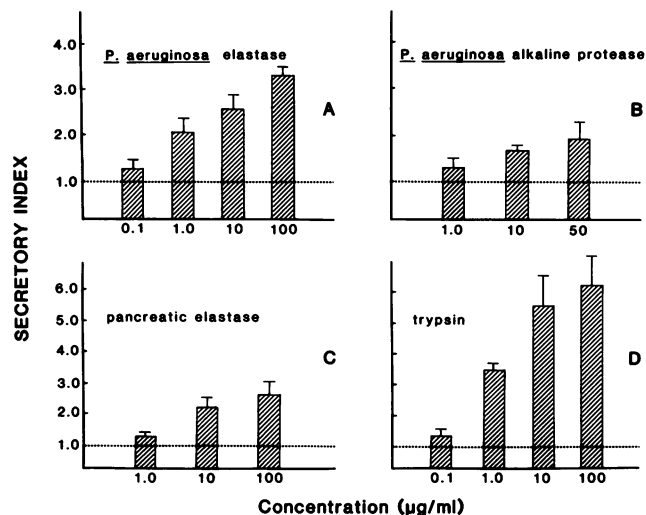 4.0
3.0
2.0
1.0
P. aeruginosa elastase
A
0.1 1.0 10 100
P. aeruginosa alkaline protease
B
1.0 10 50
SECRETORY INDEX
6.0
5.0
4.0
3.0
2.0
1.0
pancreatic elastase
C
1.0 10 100
trypsin
D
0.1 1.0 10 100
Concentration (µg/ml)